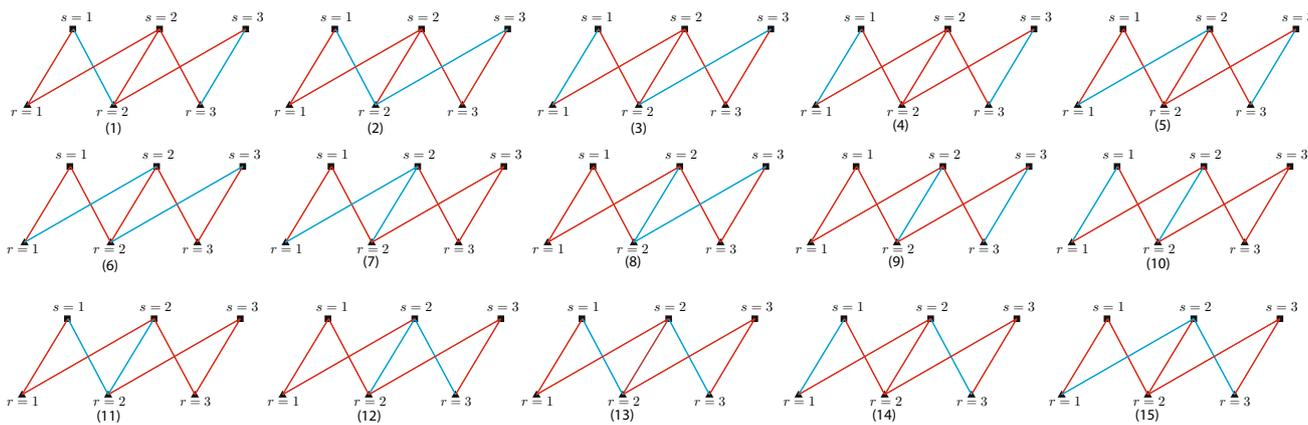 s = 1 s = 2 s = 3 s = 1 s = 2 s = 3 s = 1 s = 2 s = 3 s = 1 s = 2 s = 3 s = 1 s = 2 s = 3
r = 1 r = 2 r = 3 r = 1 r = 2 r = 3 r = 1 r = 2 r = 3 r = 1 r = 2 r = 3 r = 1 r = 2 r = 3
(1) (2) (3) (4) (5)
s = 1 s = 2 s = 3 s = 1 s = 2 s = 3 s = 1 s = 2 s = 3 s = 1 s = 2 s = 3 s = 1 s = 2 s = 3
r = 1 r = 2 r = 3 r = 1 r = 2 r = 3 r = 1 r = 2 r = 3 r = 1 r = 2 r = 3 r = 1 r = 2 r = 3
(6) (7) (8) (9) (10)
s = 1 s = 2 s = 3 s = 1 s = 2 s = 3 s = 1 s = 2 s = 3 s = 1 s = 2 s = 3 s = 1 s = 2 s = 3
r = 1 r = 2 r = 3 r = 1 r = 2 r = 3 r = 1 r = 2 r = 3 r = 1 r = 2 r = 3 r = 1 r = 2 r = 3
(11) (12) (13) (14) (15)